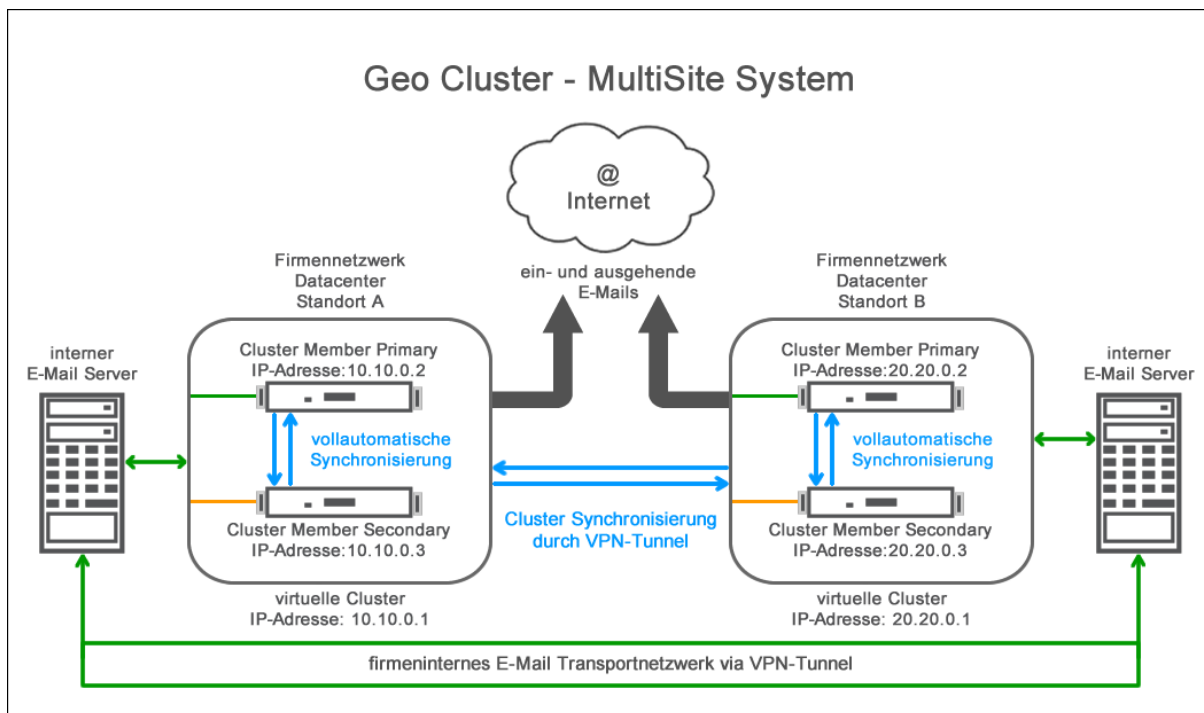 Geo Cluster - MultiSite System
@
Internet
ein- und ausgehende
E-Mails
Firmennetzwerk
Datacenter
Standort A
Firmennetzwerk
Datacenter
Standort B
interner
E-Mail Server
Cluster Member Primary
IP-Adresse:10.10.0.2
vollautomatische
Synchronisierung
Cluster Member Secondary
IP-Adresse:10.10.0.3
virtuelle Cluster
IP-Adresse: 10.10.0.1
Cluster Synchronisierung
durch VPN-Tunnel
Cluster Member Primary
IP-Adresse:20.20.0.2
vollautomatische
Synchronisierung
Cluster Member Secondary
IP-Adresse:20.20.0.3
virtuelle Cluster
IP-Adresse: 20.20.0.1
interner
E-Mail Server
firmeninternes E-Mail Transportnetzwerk via VPN-Tunnel